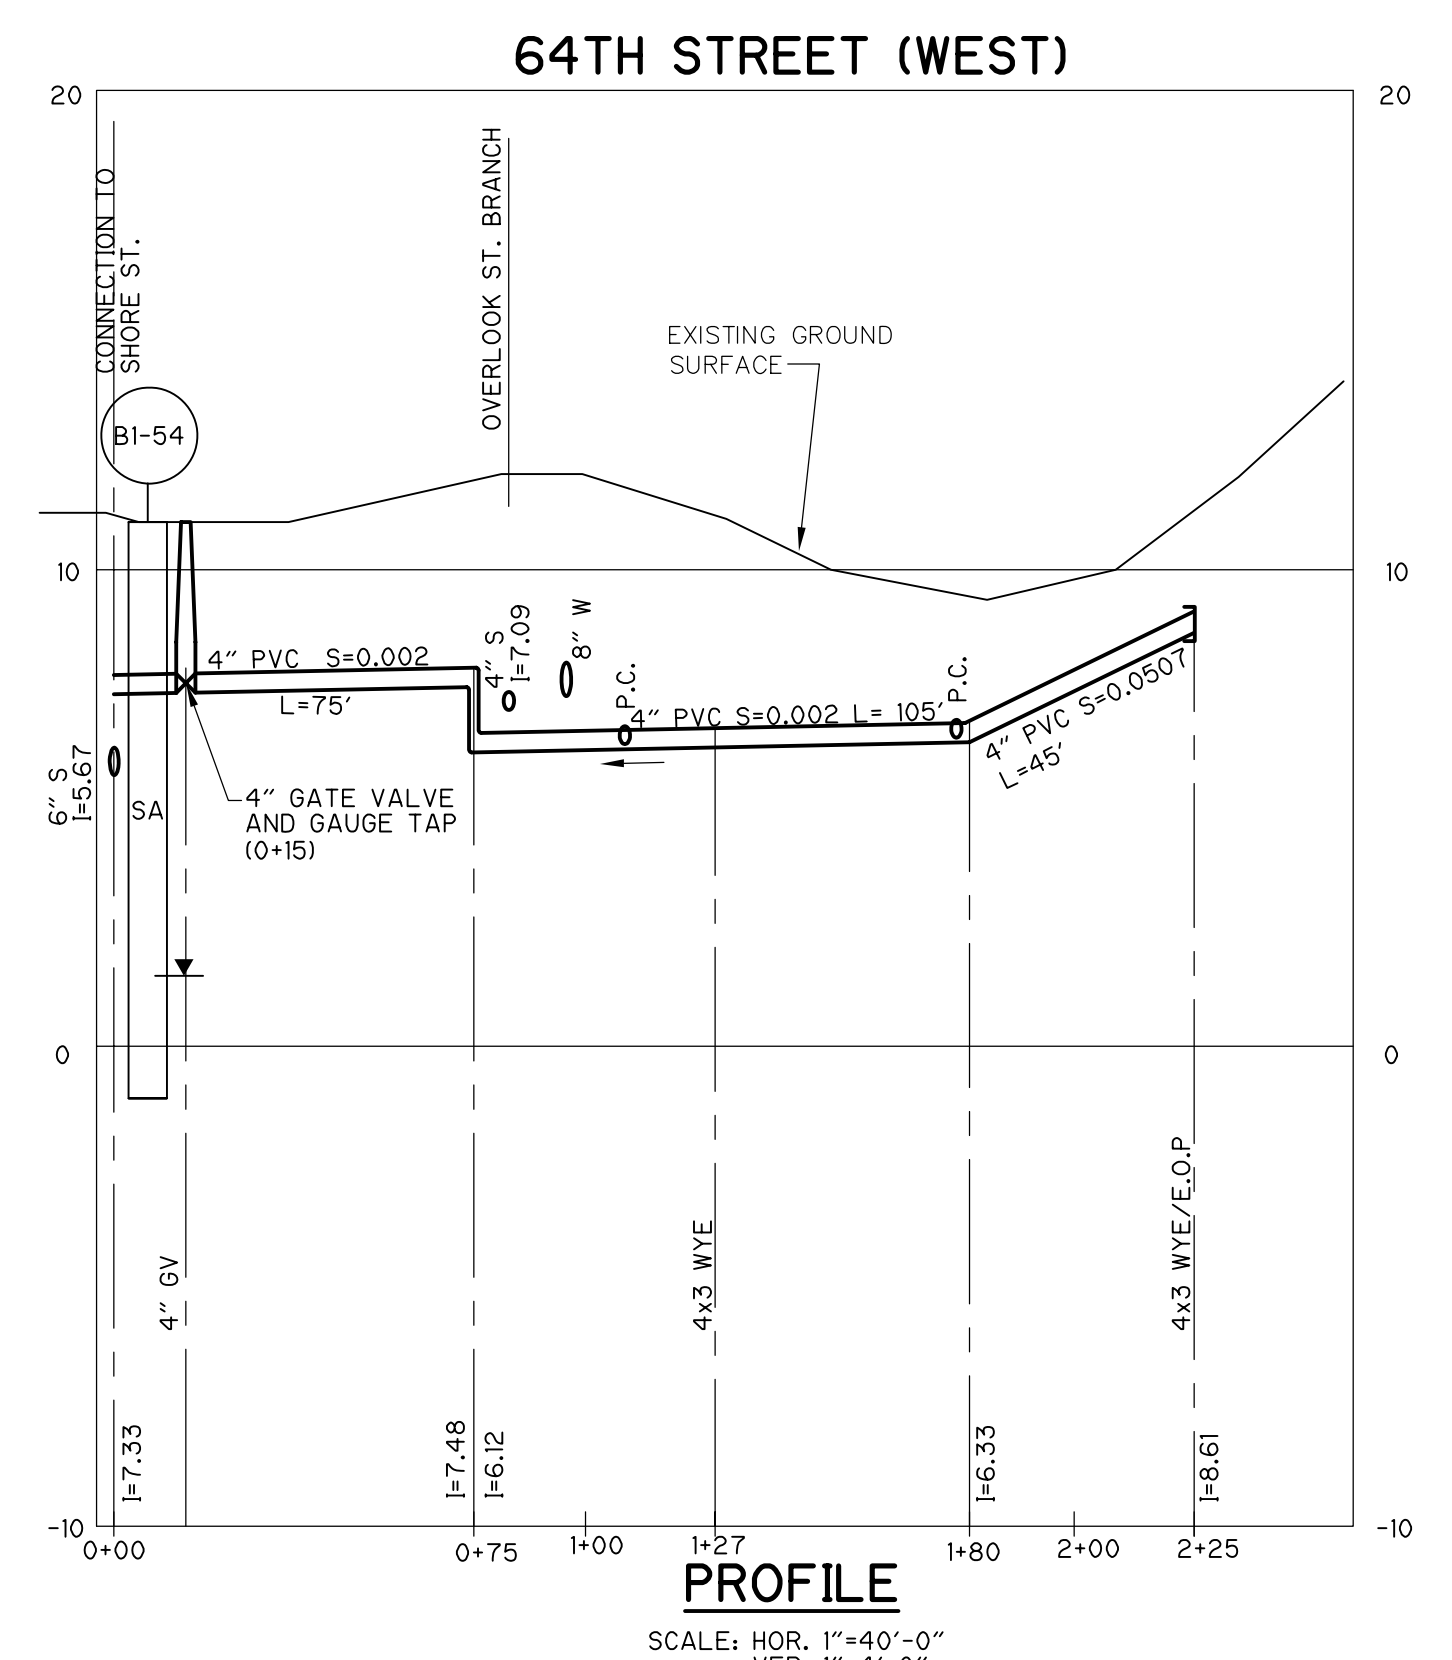 64TH STREET (WEST)
20
20
CONNECTION TO
SHORE ST.
OVERLOOK ST. BRANCH
EXISTING GROUND
SURFACE
B1-54
10
10
4" PVC S=0.002
L=75'
4" S
I=7.09
8" W
P.C.
4" PVC S=0.002 L= 105'
P.C.
4" PVC S=0.0507
L=45'
6" S
I=5.67
SA
4" GATE VALVE
AND GAUGE TAP
(0+15)
0
0
4" GV
4x3 WYE
4x3 WYE/E.O.P
I=7.33
I=7.48
I=6.12
I=6.33
I=8.61
-10
-10
0+00
0+75
1+00
1+27
1+80
2+00
2+25
PROFILE
SCALE: HOR. 1"=40'-0"